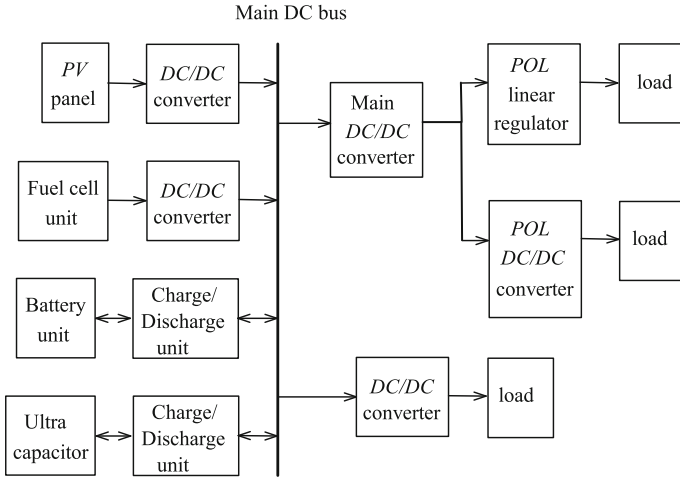 Main DC bus
PV
panel
DC/DC
converter
Main
DC/DC
converter
POL
linear
regulator
load
Fuel cell
unit
DC/DC
converter
POL
DC/DC
converter
load
Battery
unit
Charge/
Discharge
unit
DC/DC
converter
load
Ultra
capacitor
Charge/
Discharge
unit